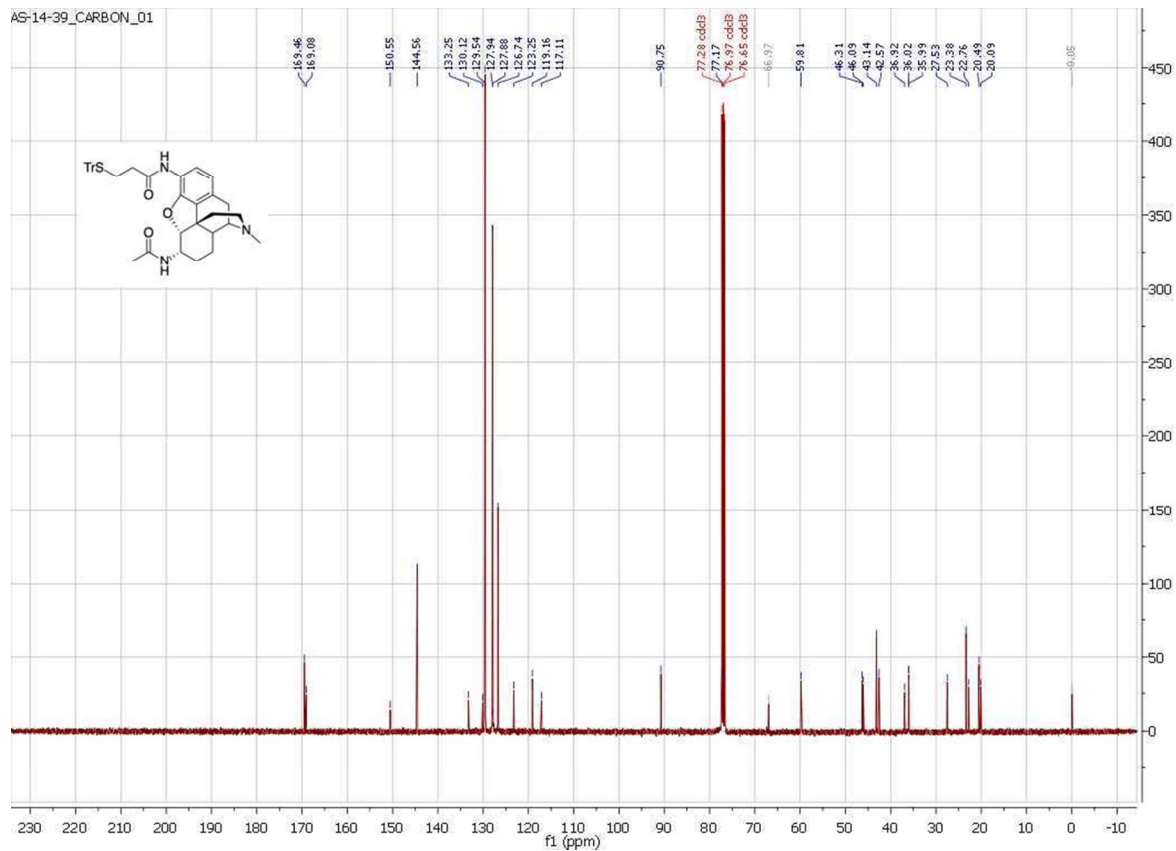 AS-14-39_CARBON_01
169.46
169.08
150.55
144.56
133.25
130.12
129.54
127.94
127.88
126.74
123.25
119.16
117.11
90.75
77.28 cdcl3
77.17
76.97 cdcl3
76.65 cdcl3
66.97
59.81
46.31
46.09
43.14
42.57
36.92
36.02
35.99
27.53
23.38
22.76
20.49
20.09
-0.05
TrS
H
N
O
O
N
O
N
H
450
400
350
300
250
200
150
100
50
0
230 220 210 200 190 180 170 160 150 140 130 120 110 100 90 80 70 60 50 40 30 20 10 0 -10
f1 (ppm)